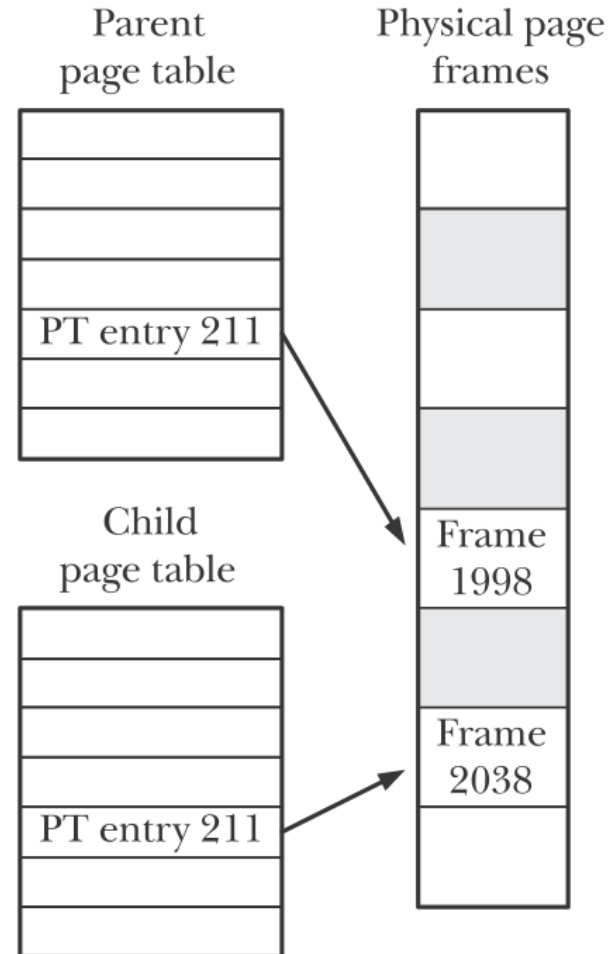 Parent
page table
Physical page
frames
PT entry 211
Frame
1998
Child
page table
Frame
2038
PT entry 211